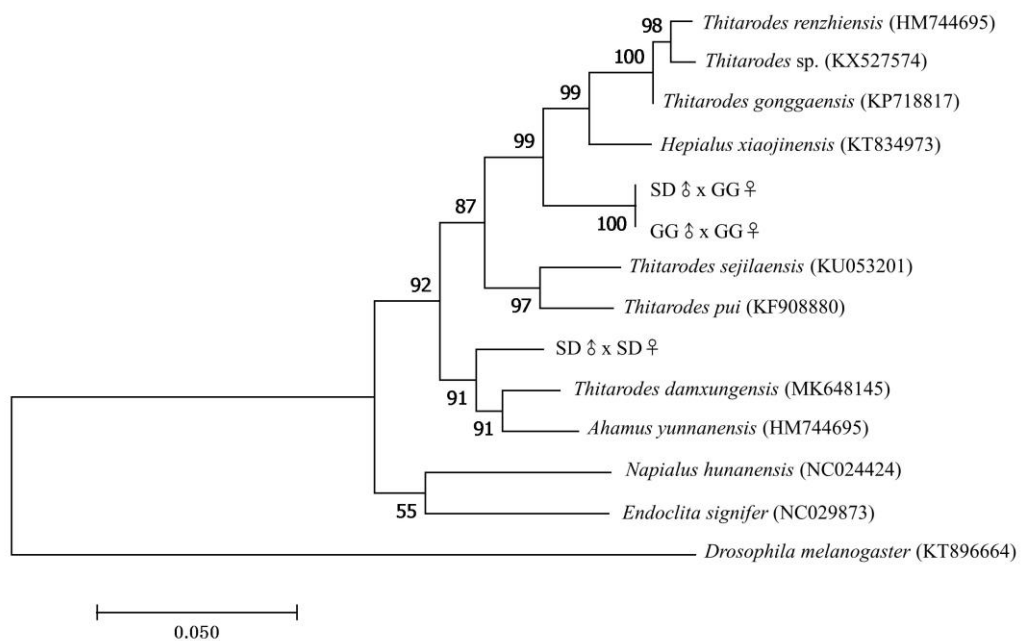 98
Thitarodes renzhiensis (HM744695)
100
Thitarodes sp. (KX527574)
99
Thitarodes gonggaensis (KP718817)
99
Hepialus xiaojinensis (KT834973)
SD ♂ x GG ♀
87
100
GG ♂ x GG ♀
Thitarodes sejilaensis (KU053201)
92
97
Thitarodes pui (KF908880)
SD ♂ x SD ♀
91
Thitarodes damxungensis (MK648145)
91
Ahamus yunnanensis (HM744695)
Napialus hunanensis (NC024424)
55
Endoclita signifer (NC029873)
Drosophila melanogaster (KT896664)
0.050